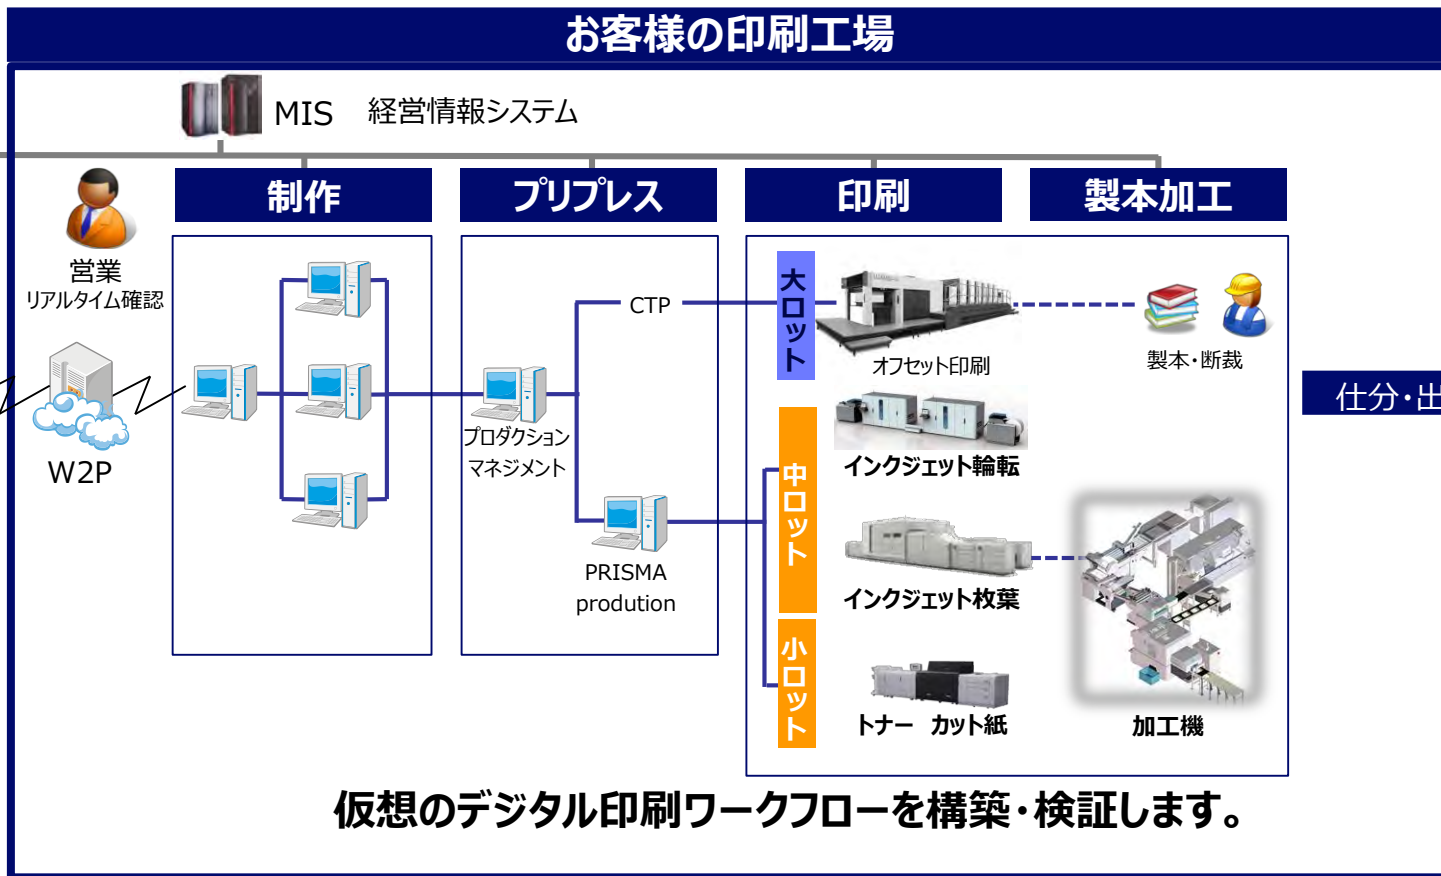 お客様の印刷工場
MIS 経営情報システム
営業
リアルタイム確認
W2P
制作
プリプレス
印刷
製本加工
プロダクション
マネジメント
CTP
PRISMA
prodution
大ロット
オフセット印刷
製本・断裁
中ロット
インクジェット輪転
インクジェット枚葉
小ロット
トナー カット紙
加工機
仕分・出
仮想のデジタル印刷ワークフローを構築・検証します。